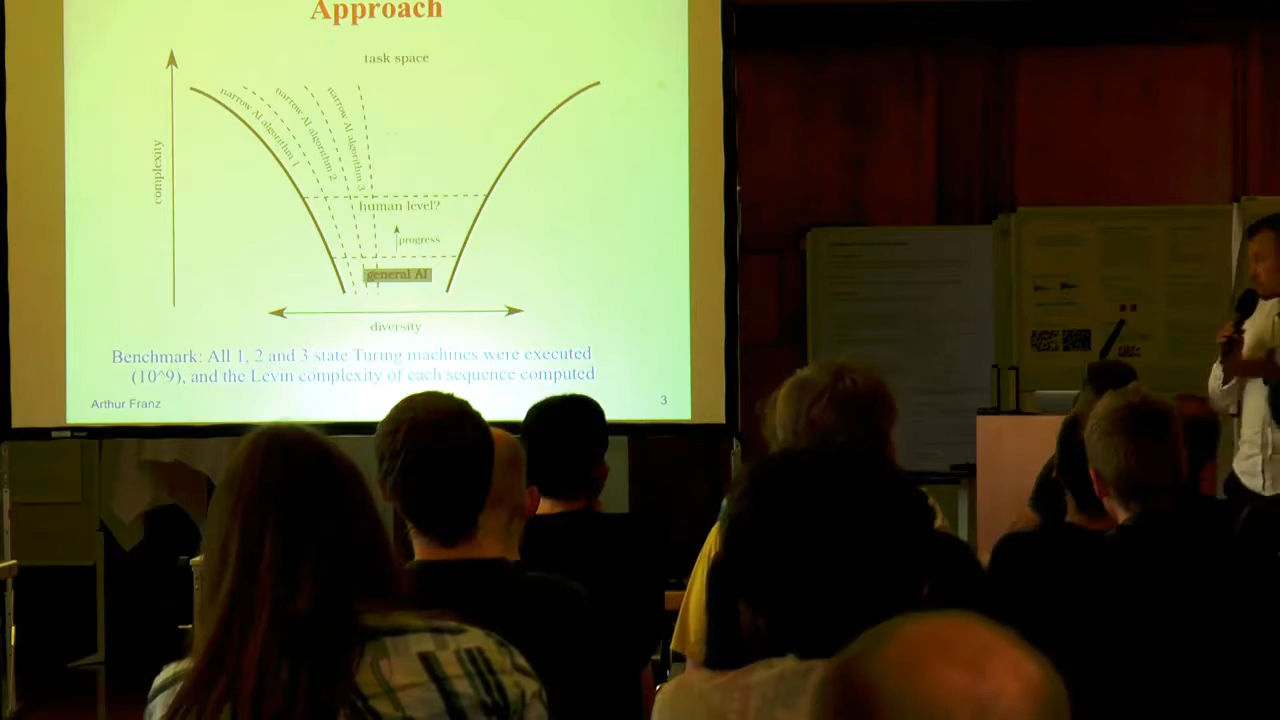 Approach
task space
complexity
narrow AI algorithm 1
narrow AI algorithm 2
narrow AI algorithm 3
human level?
progress
general AI
diversity
Benchmark: All 1, 2 and 3 state Turing machines were executed
(10^9), and the Levin complexity of each sequence computed
Arthur Franz
3